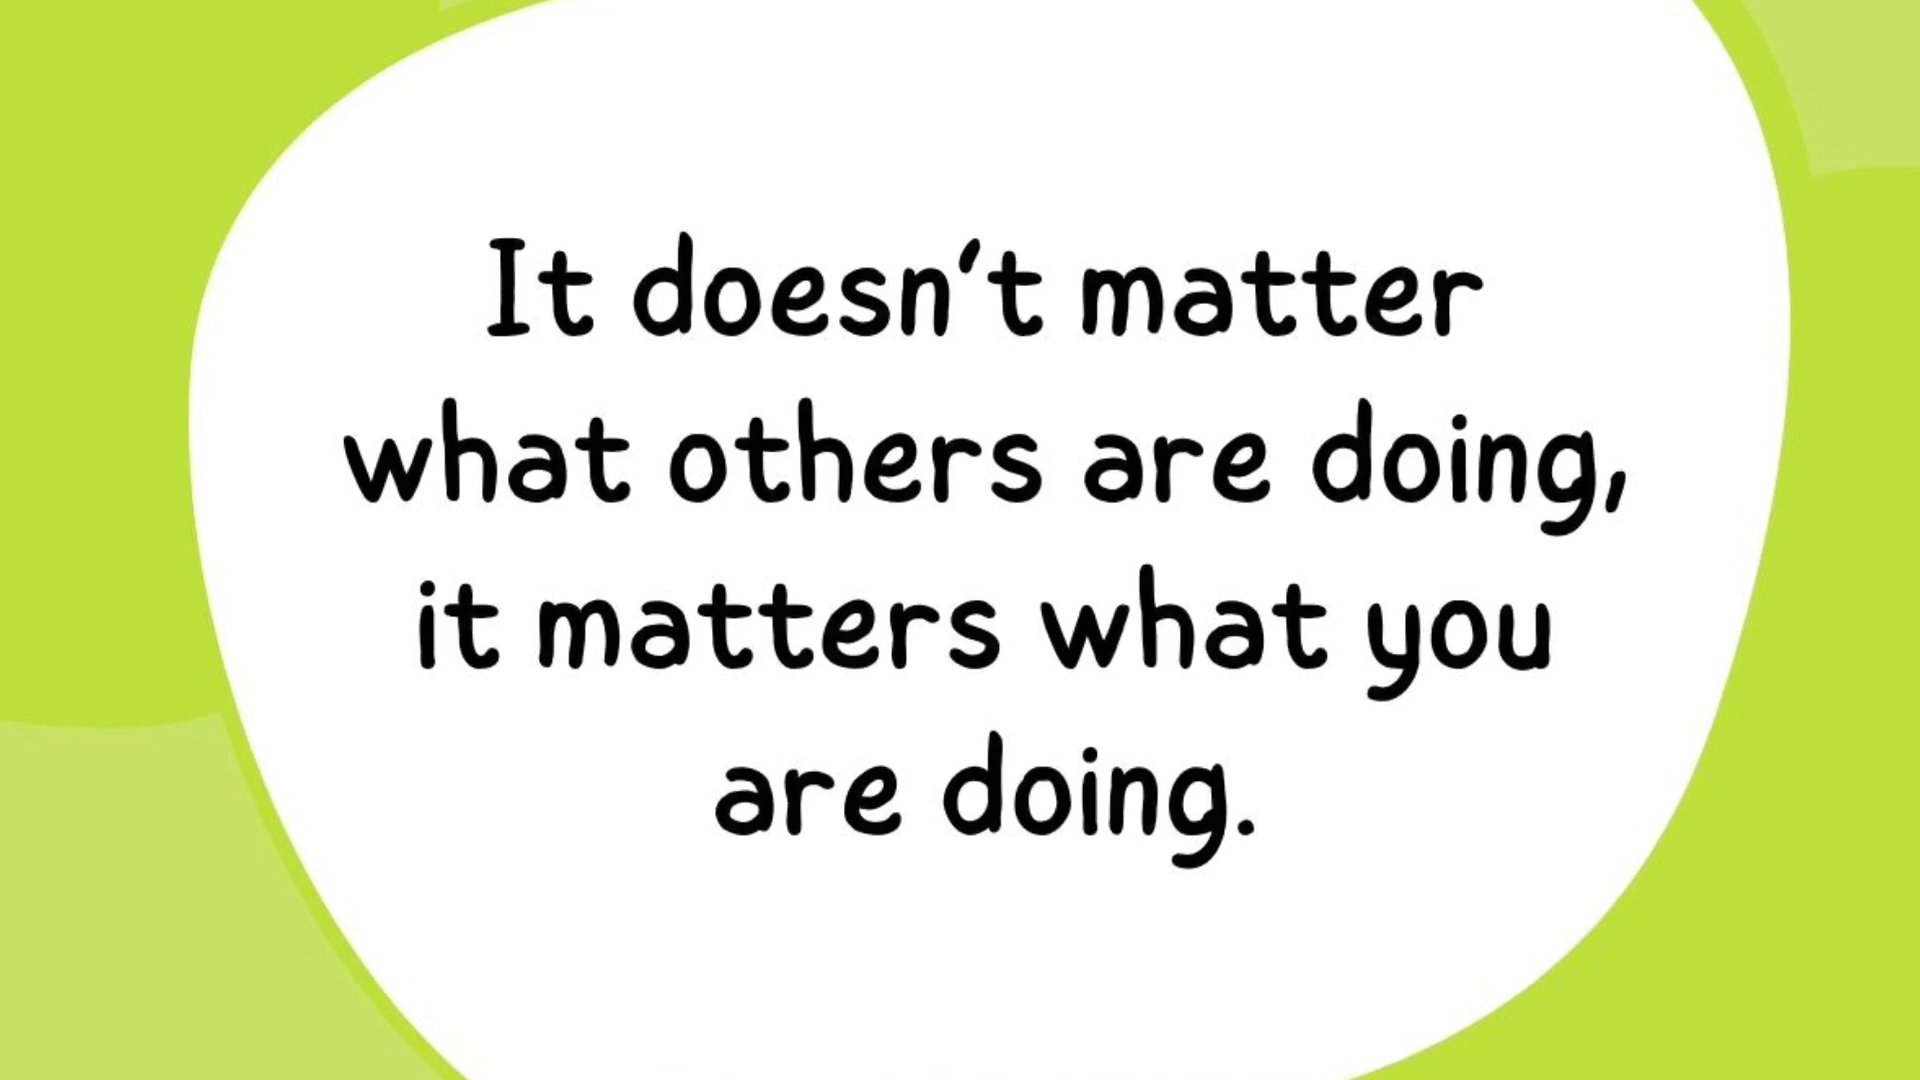 It doesn't matter
what others are doing,
it matters what you
are doing.